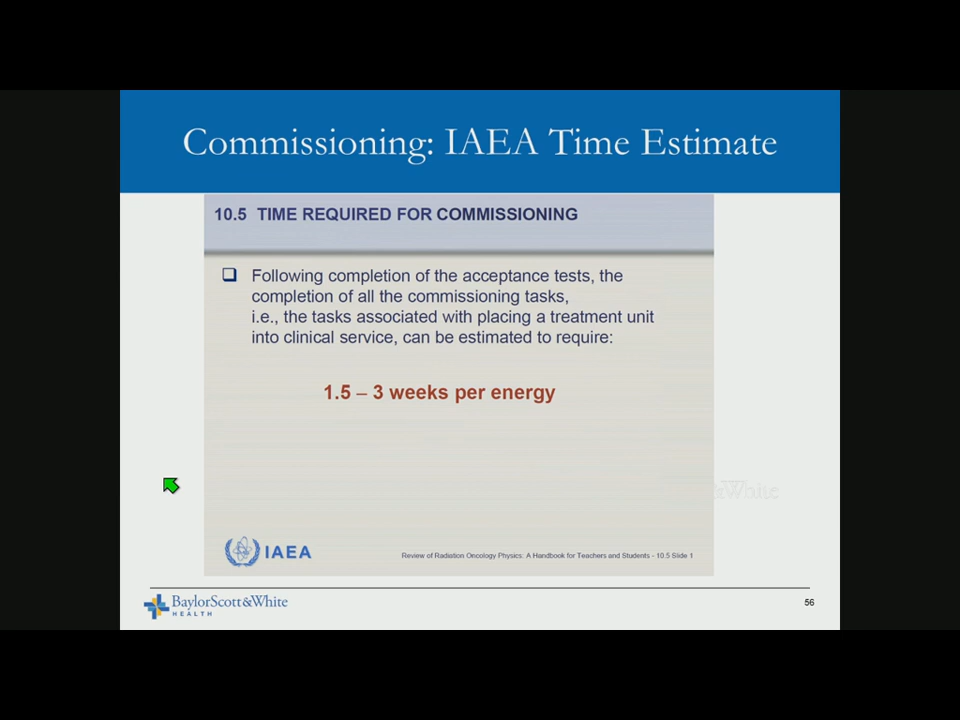 Commissioning: IAEA Time Estimate
10.5 TIME REQUIRED FOR COMMISSIONING
❑ Following completion of the acceptance tests, the
completion of all the commissioning tasks,
i.e., the tasks associated with placing a treatment unit
into clinical service, can be estimated to require:
1.5 – 3 weeks per energy
&White
IAEA
Review of Radiation Oncology Physics: A Handbook for Teachers and Students - 10.5 Slide 1
BaylorScott&White
HEALTH
56